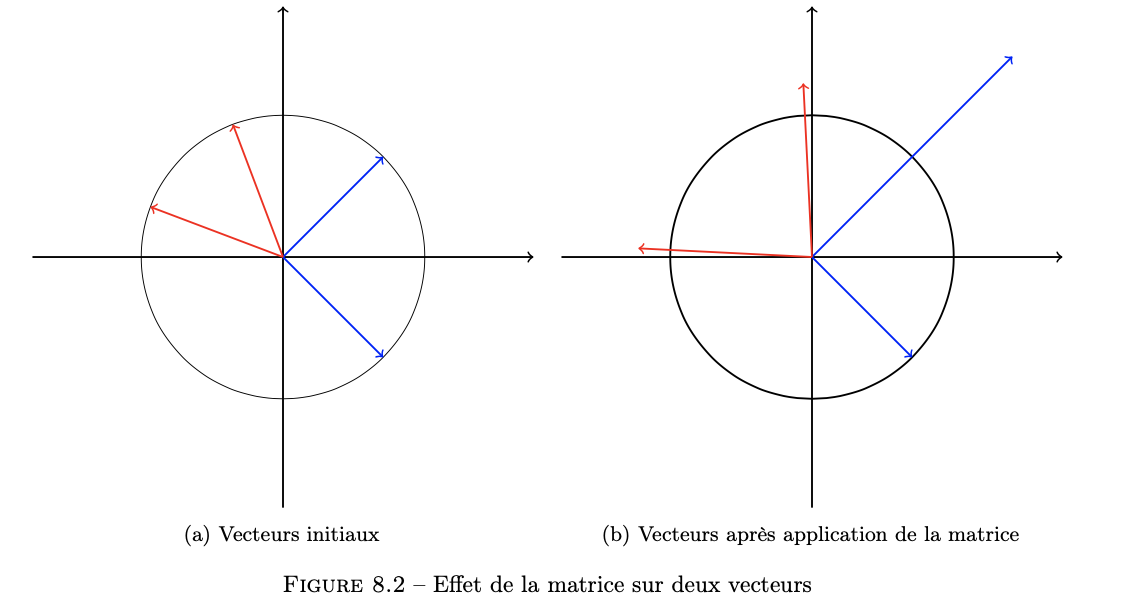 (a) Vecteurs initiaux
(b) Vecteurs après application de la matrice
FIGURE 8.2 – Effet de la matrice sur deux vecteurs